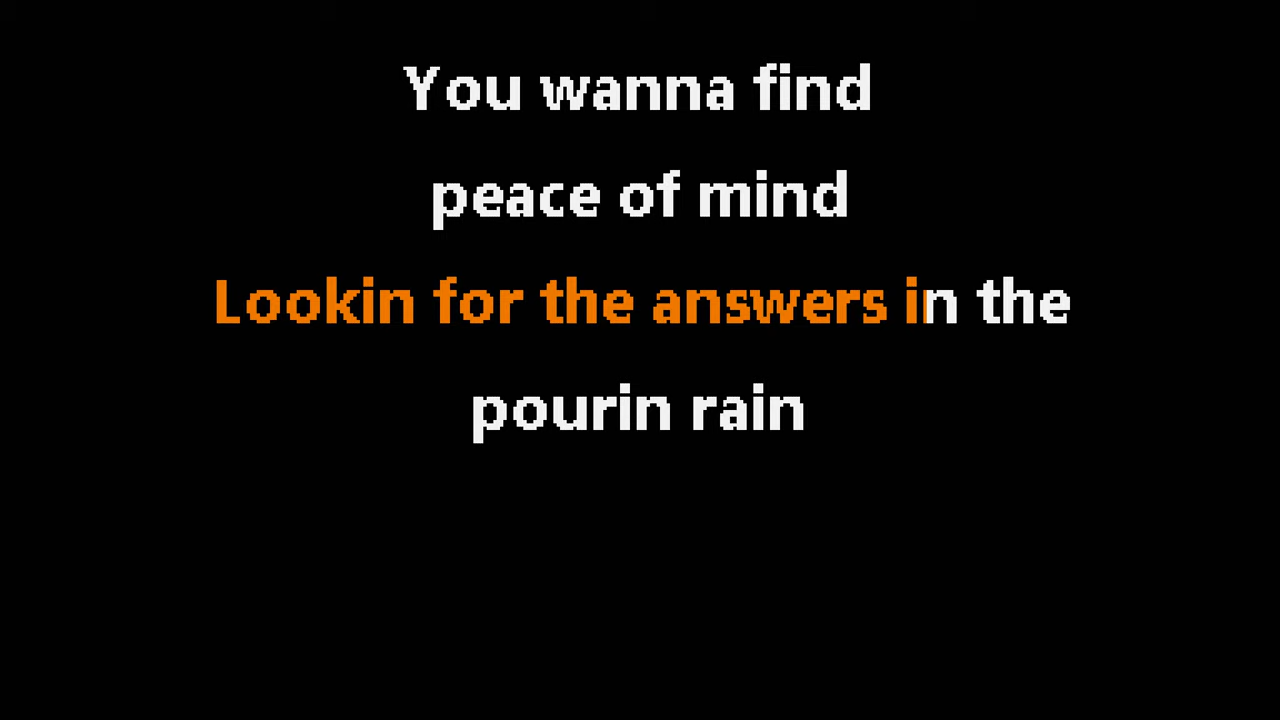 You wanna find
peace of mind
Lookin for the answers in the
pourin rain